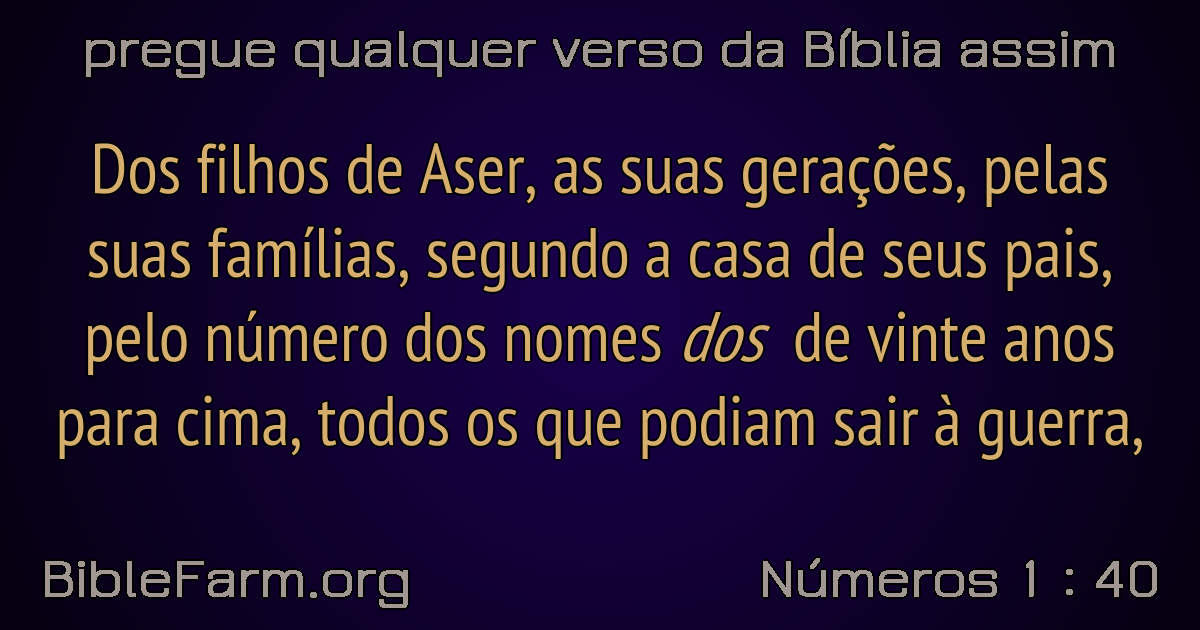 pregue qualquer verso da Bíblia assim
Dos filhos de Aser, as suas gerações, pelas
suas famílias, segundo a casa de seus pais,
pelo número dos nomes dos de vinte anos
para cima, todos os que podiam sair à guerra,
BibleFarm.org
Números 1 : 40